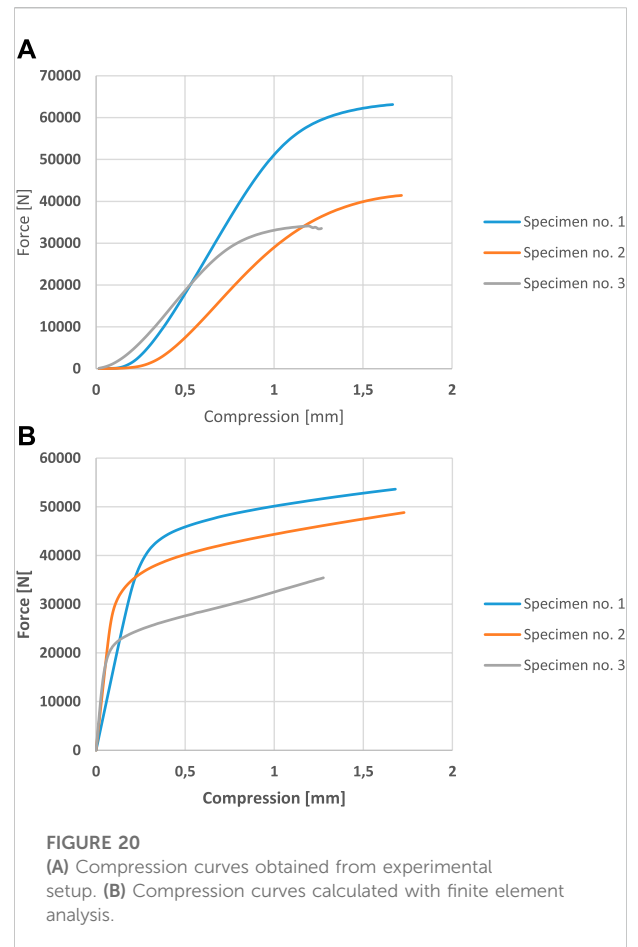 A
70000
60000
50000
40000
30000
20000
10000
0
Force [N]
0 0,5 1 1,5 2
Compression [mm]
Specimen no. 1
Specimen no. 2
Specimen no. 3
B
60000
50000
40000
30000
20000
10000
0
Force [N[
0 0,5 1 1,5 2
Compression [mm]
Specimen no. 1
Specimen no. 2
Specimen no. 3
FIGURE 20
(A) Compression curves obtained from experimental
setup. (B) Compression curves calculated with finite element
analysis.